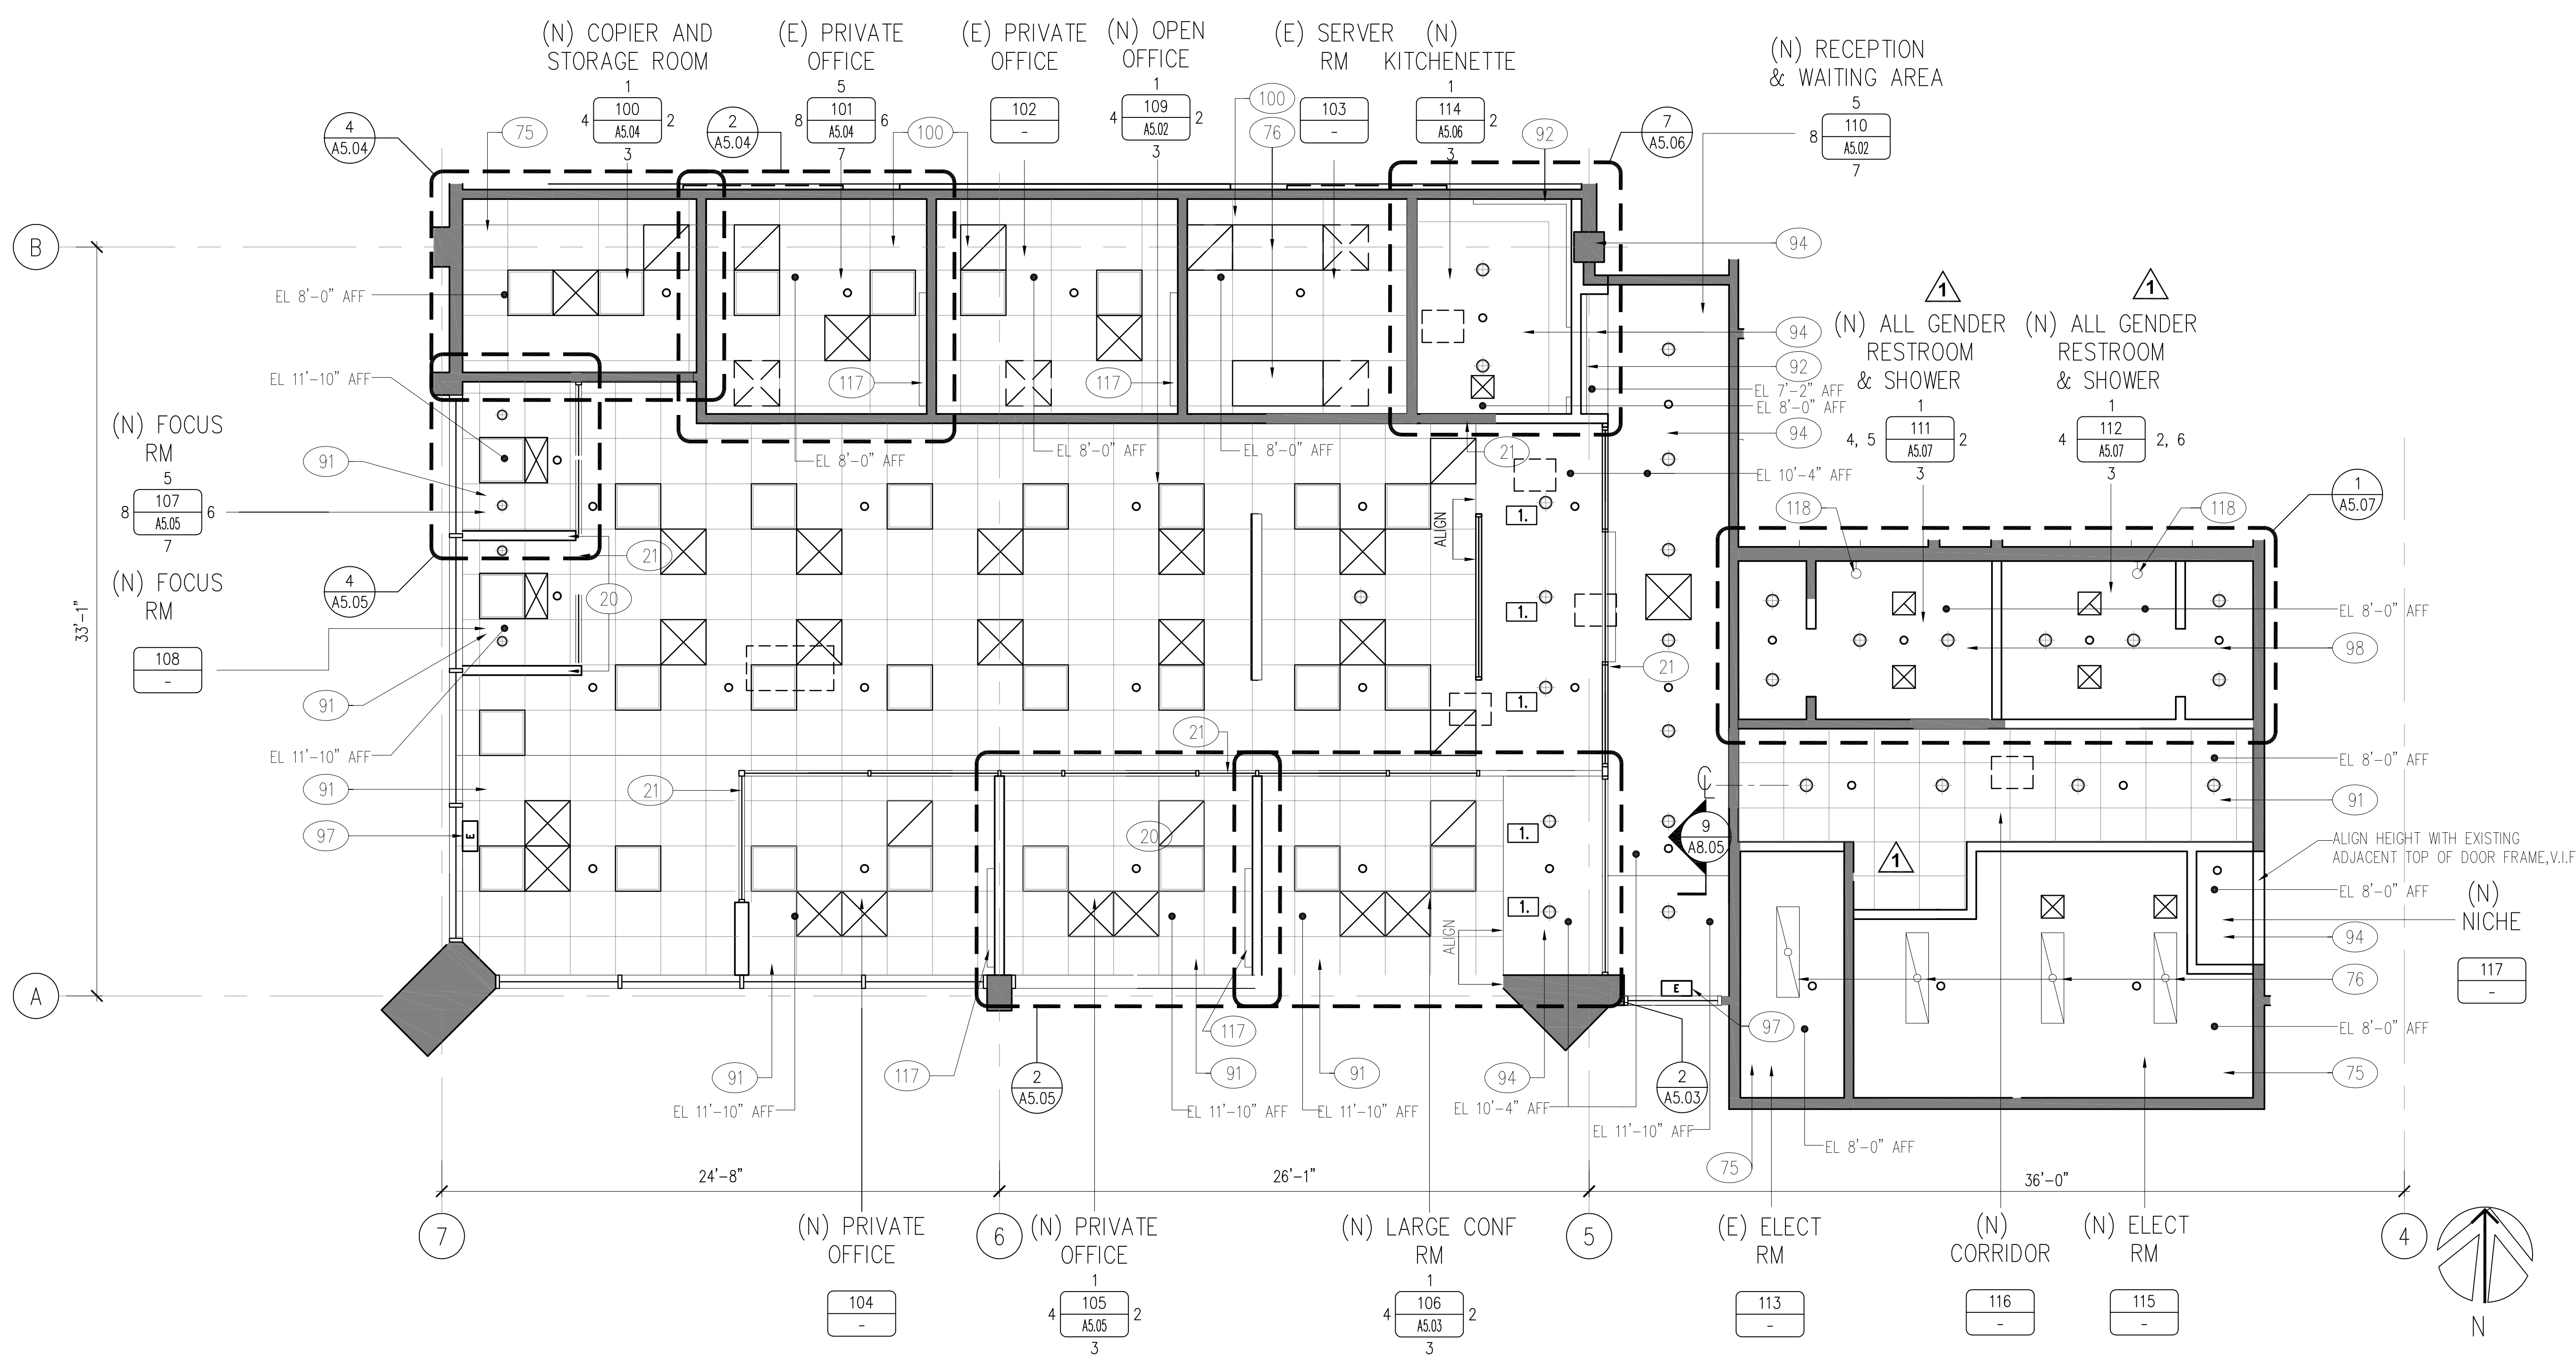 (N) COPIER AND
STORAGE ROOM
1
4
100
A5.04
2
3
(E) PRIVATE
OFFICE
5
8
101
A5.04
6
7
(E) PRIVATE
OFFICE
102
-
(N) OPEN
OFFICE
1
4
109
A5.02
2
3
(E) SERVER
RM
103
-
(N)
KITCHENETTE
1
114
A5.06
2
3
(N) RECEPTION
& WAITING AREA
5
8
110
A5.02
7
4
A5.04
75
2
A5.04
100
100
76
92
7
A5.06
B
94
EL 8'-0" AFF
1
1
(N) ALL GENDER
RESTROOM
& SHOWER
1
4, 5
111
A5.07
2
3
(N) ALL GENDER
RESTROOM
& SHOWER
1
4
112
A5.07
2, 6
3
94
92
EL 7'-2" AFF
EL 8'-0" AFF
94
EL 11'-10" AFF
117
117
(N) FOCUS
RM
5
8
107
A5.05
6
7
91
EL 8'-0" AFF
EL 8'-0" AFF
EL 8'-0" AFF
21
EL 10'-4" AFF
1
A5.07
118
118
ALIGN
1.
21
4
A5.05
(N) FOCUS
RM
108
-
20
33'-1"
1.
EL 8'-0" AFF
98
21
91
1.
EL 11'-10" AFF
21
EL 8'-0" AFF
91
21
C
L
91
97
E
20
1.
9
A8.05
1
ALIGN HEIGHT WITH EXISTING
ADJACENT TOP OF DOOR FRAME,V.I.F
EL 8'-0" AFF
(N)
NICHE
117
-
1.
ALIGN
94
76
A
E
97
EL 8'-0" AFF
117
91
117
2
A5.05
91
91
94
2
A5.03
75
EL 11'-10" AFF
EL 11'-10" AFF
EL 11'-10" AFF
EL 10'-4" AFF
EL 11'-10" AFF
EL 8'-0" AFF
75
24'-8"
26'-1"
36'-0"
7
6
5
4
(N) PRIVATE
OFFICE
104
-
(N) PRIVATE
OFFICE
1
4
105
A5.05
2
3
(N) LARGE CONF
RM
1
4
106
A5.03
2
3
(E) ELECT
RM
113
-
(N)
CORRIDOR
116
-
(N) ELECT
RM
115
-
N